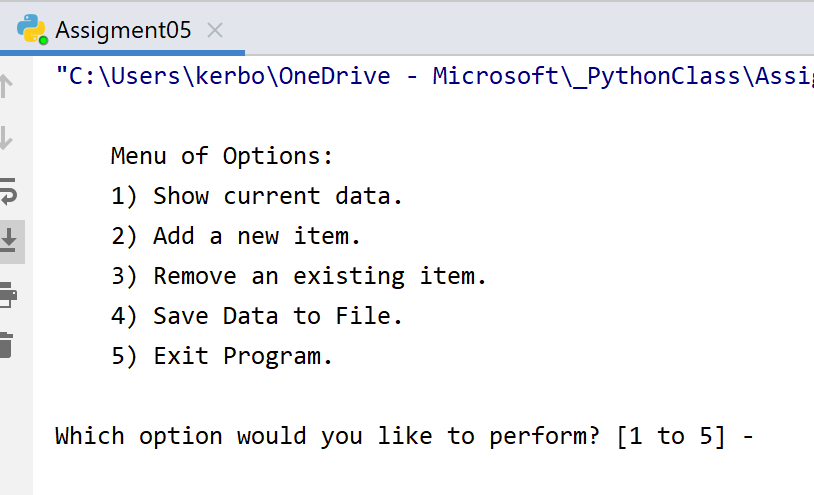 Assigment05
"C:\Users\kerbo\OneDrive - Microsoft\_PythonClass\Assig
Menu of Options:
1) Show current data.
2) Add a new item.
3) Remove an existing item.
4) Save Data to File.
5) Exit Program.
Which option would you like to perform? [1 to 5] -